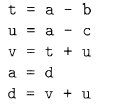 t = a - b
u = a - c
v = t + u
a = d
d = v + u